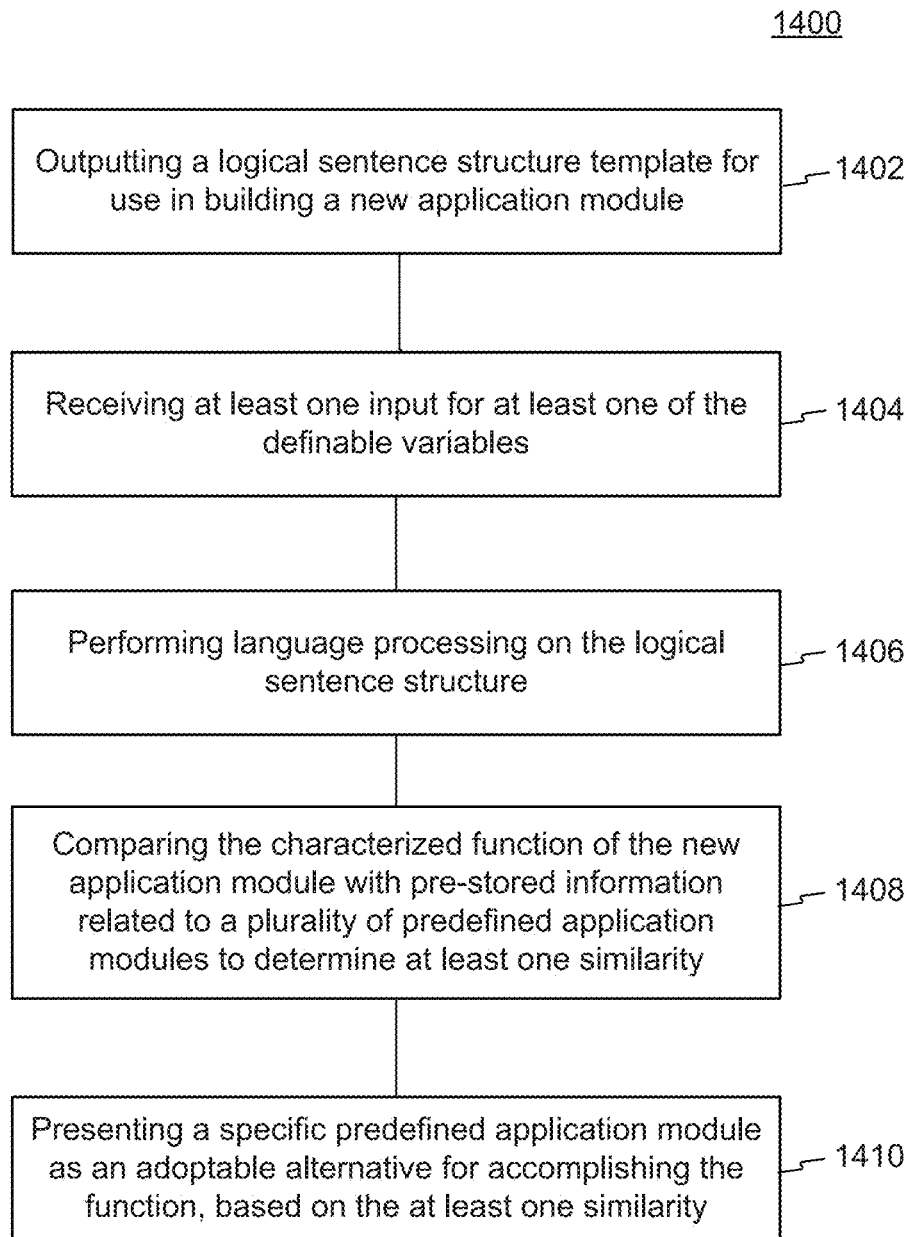 1400
Outputting a logical sentence structure template for
use in building a new application module
1402
Receiving at least one input for at least one of the
definable variables
1404
Performing language processing on the logical
sentence structure
1406
Comparing the characterized function of the new
application module with pre-stored information
related to a plurality of predefined application
modules to determine at least one similarity
1408
Presenting a specific predefined application module
as an adoptable alternative for accomplishing the
function, based on the at least one similarity
1410